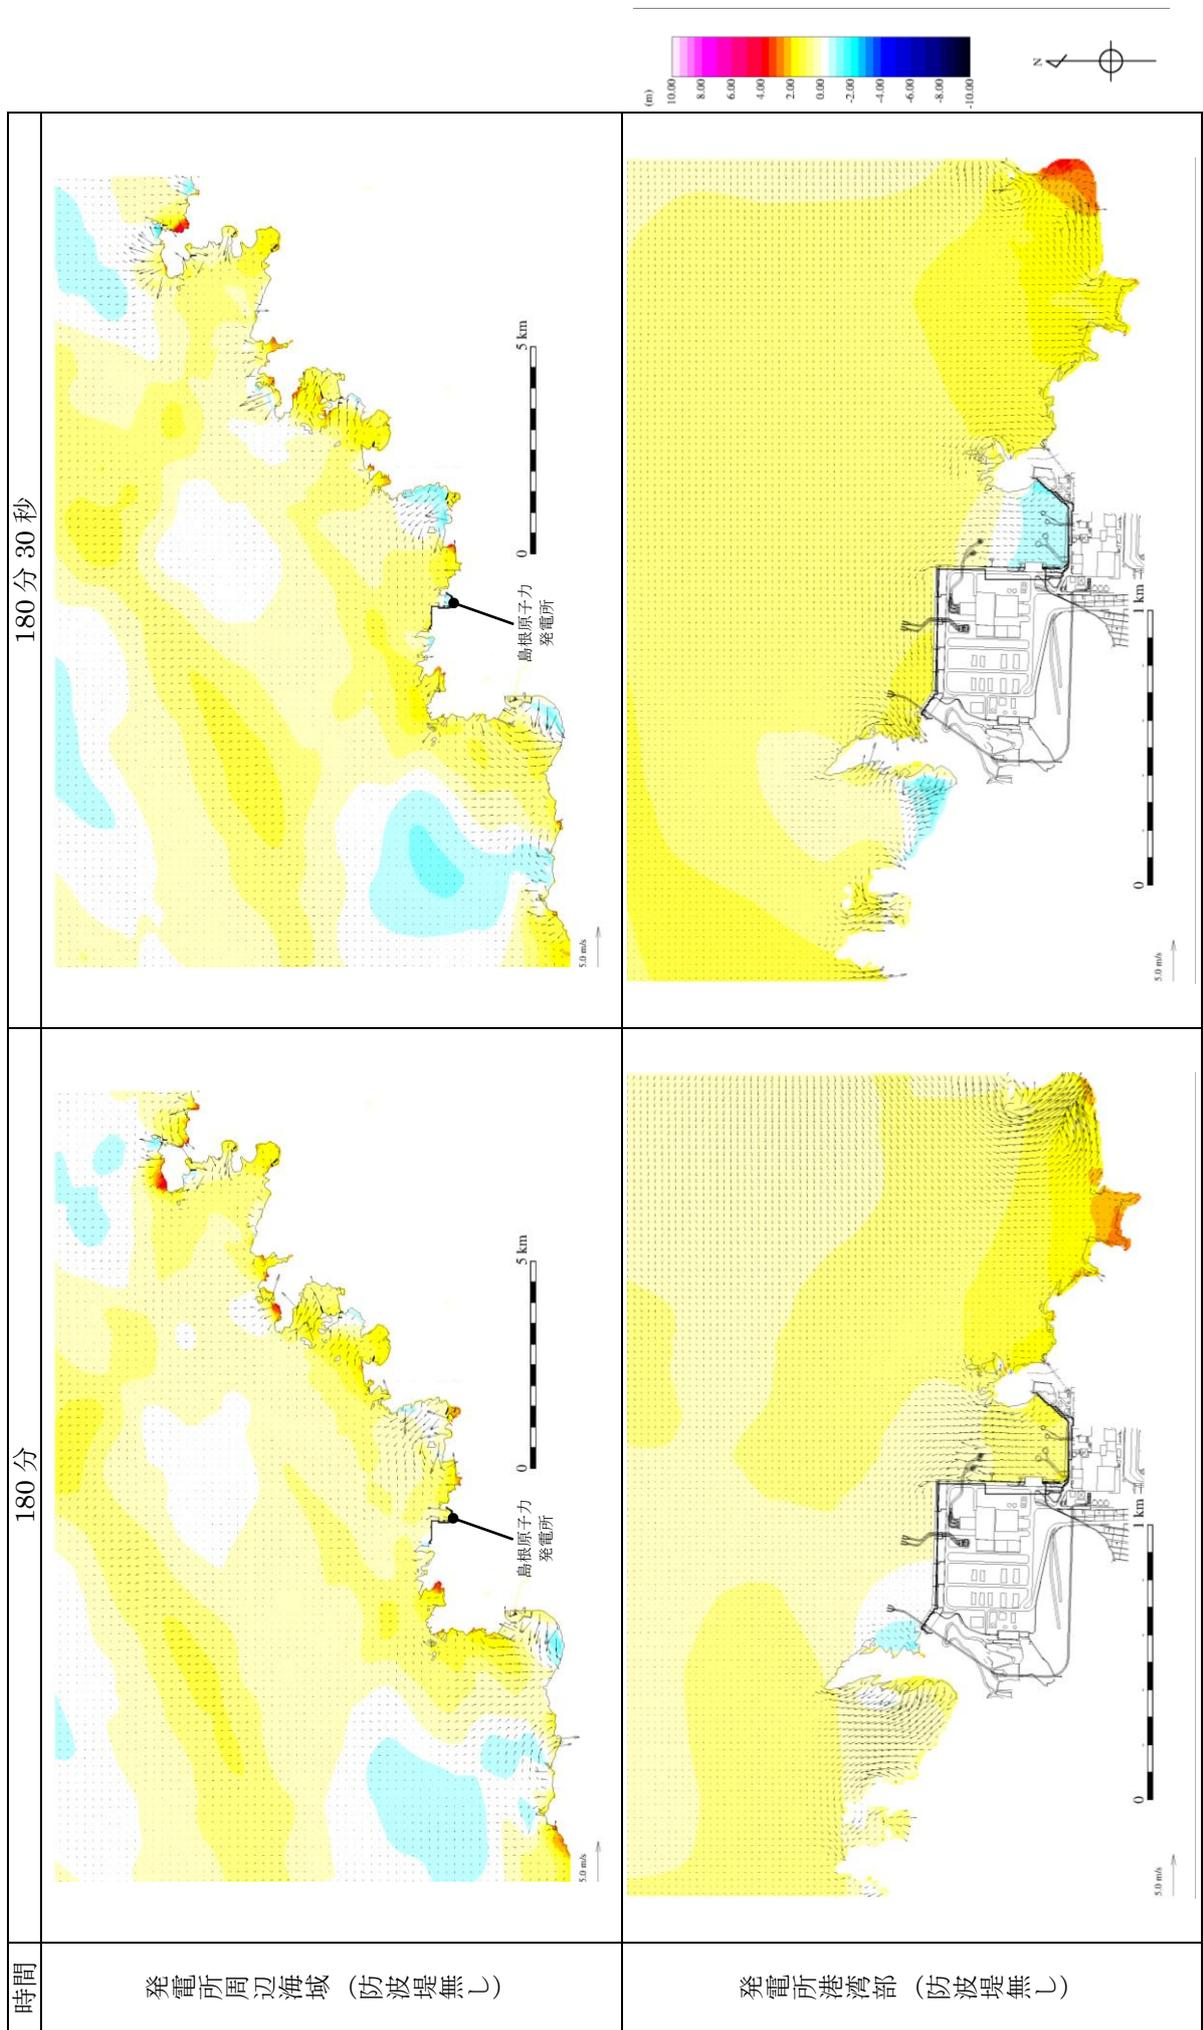 時間
180分
180分30秒
発電所周辺海域（防波堤無し）
島根原子力
発電所
0
5 km
5.0 m/s
島根原子力
発電所
0
5 km
5.0 m/s
発電所港湾部（防波堤無し）
0
1 km
5.0 m/s
0
1 km
5.0 m/s
(m)
10.00
8.00
6.00
4.00
2.00
0.00
-2.00
-4.00
-6.00
-8.00
-10.00
N